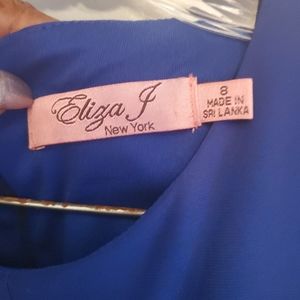 Eliza J
New York
8
MADE IN
SRI LANKA